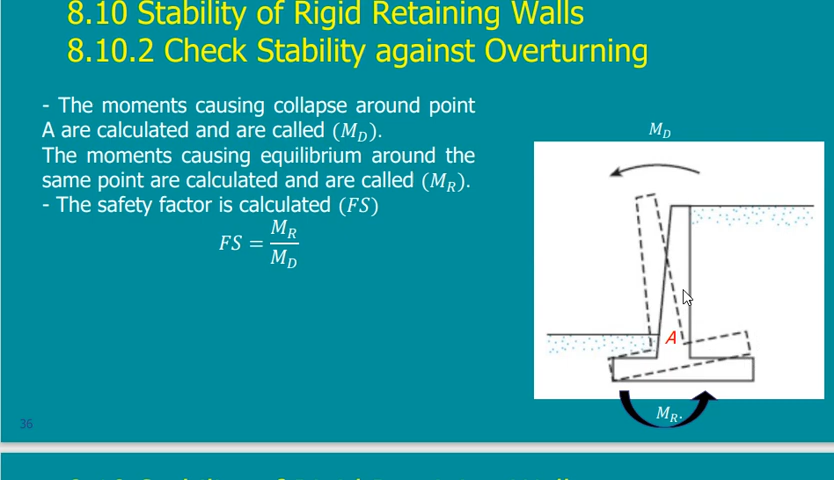 8.10 Stability of Rigid Retaining Walls
8.10.2 Check Stability against Overturning
- The moments causing collapse around point
A are calculated and are called (M_D).
The moments causing equilibrium around the
same point are calculated and are called (M_R).
- The safety factor is calculated (FS)
FS = M_R / M_D
M_D
A
M_R.
36